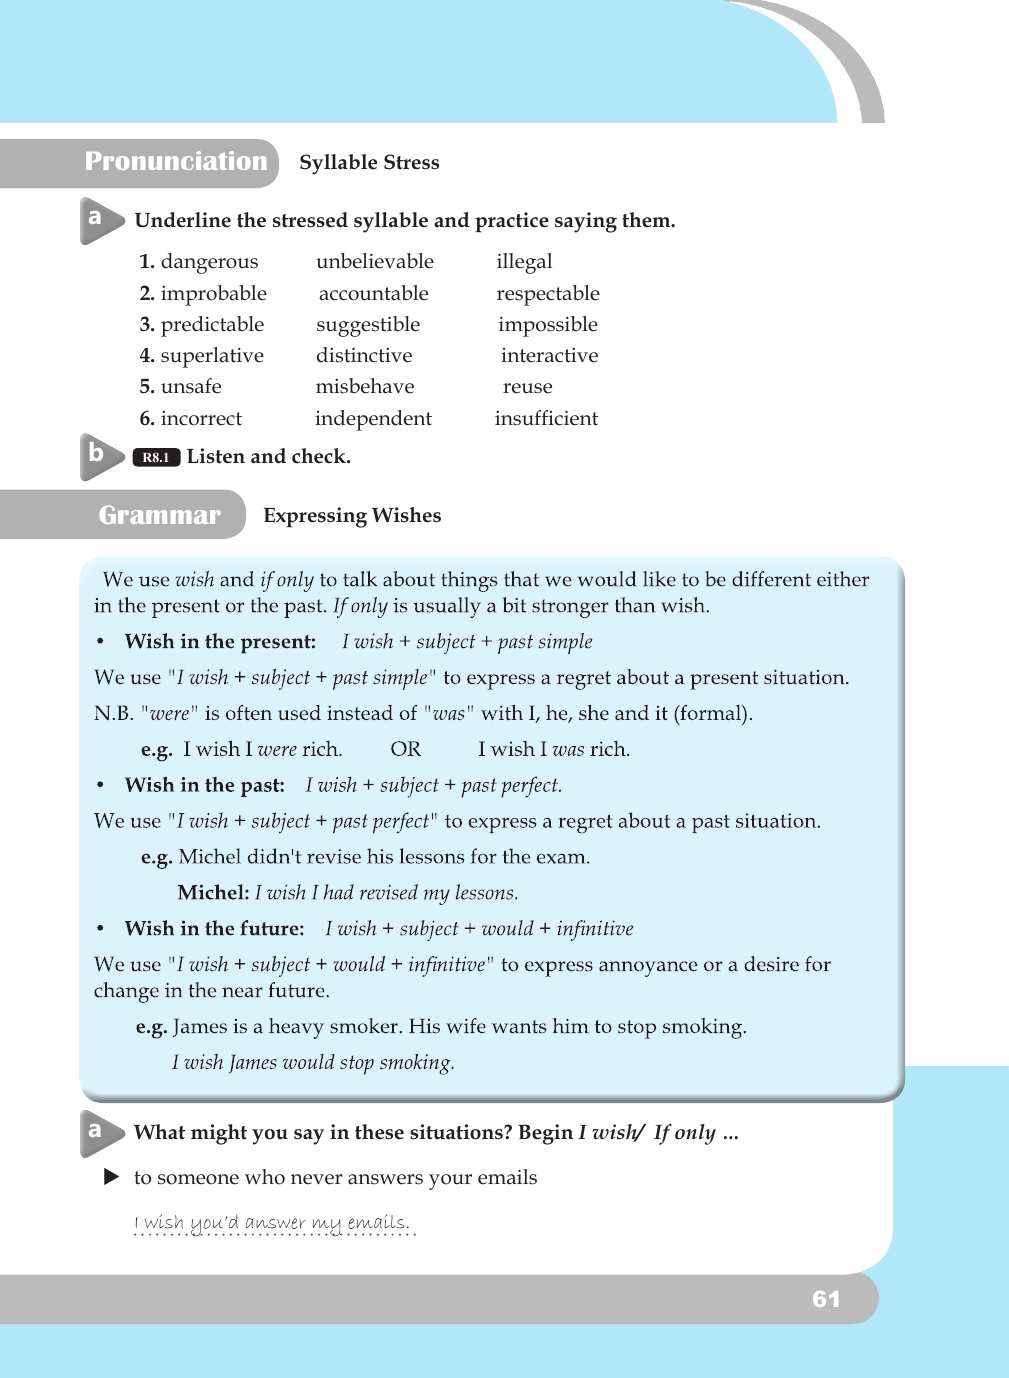 Pronunciation Syllable Stress
a Underline the stressed syllable and practice saying them.
1. dangerous unbelievable illegal
2. improbable accountable respectable
3. predictable suggestible impossible
4. superlative distinctive interactive
5. unsafe misbehave reuse
6. incorrect independent insufficient
b R8.1 Listen and check.
Grammar Expressing Wishes
We use wish and if only to talk about things that we would like to be different either
in the present or the past. If only is usually a bit stronger than wish.
• Wish in the present: I wish + subject + past simple
We use "I wish + subject + past simple" to express a regret about a present situation.
N.B. "were" is often used instead of "was" with I, he, she and it (formal).
e.g. I wish I were rich. OR I wish I was rich.
• Wish in the past: I wish + subject + past perfect.
We use "I wish + subject + past perfect" to express a regret about a past situation.
e.g. Michel didn't revise his lessons for the exam.
Michel: I wish I had revised my lessons.
• Wish in the future: I wish + subject + would + infinitive
We use "I wish + subject + would + infinitive" to express annoyance or a desire for
change in the near future.
e.g. James is a heavy smoker. His wife wants him to stop smoking.
I wish James would stop smoking.
a What might you say in these situations? Begin I wish/ If only ...
▶ to someone who never answers your emails
I wish you'd answer my emails.
61